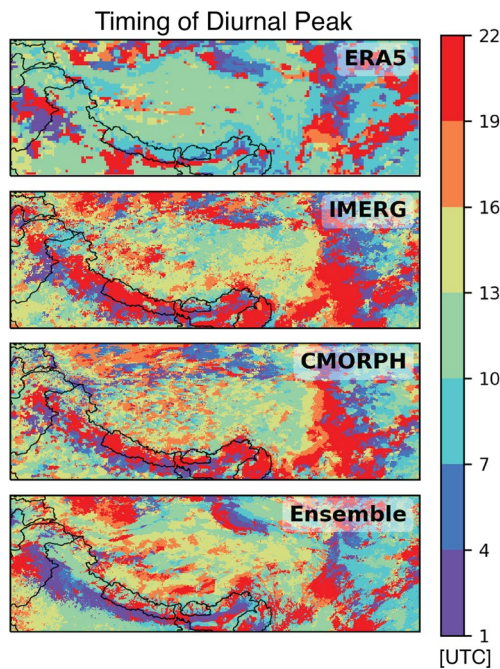 Timing of Diurnal Peak
ERA5
IMERG
CMORPH
Ensemble
22
19
16
13
10
7
4
1
[UTC]